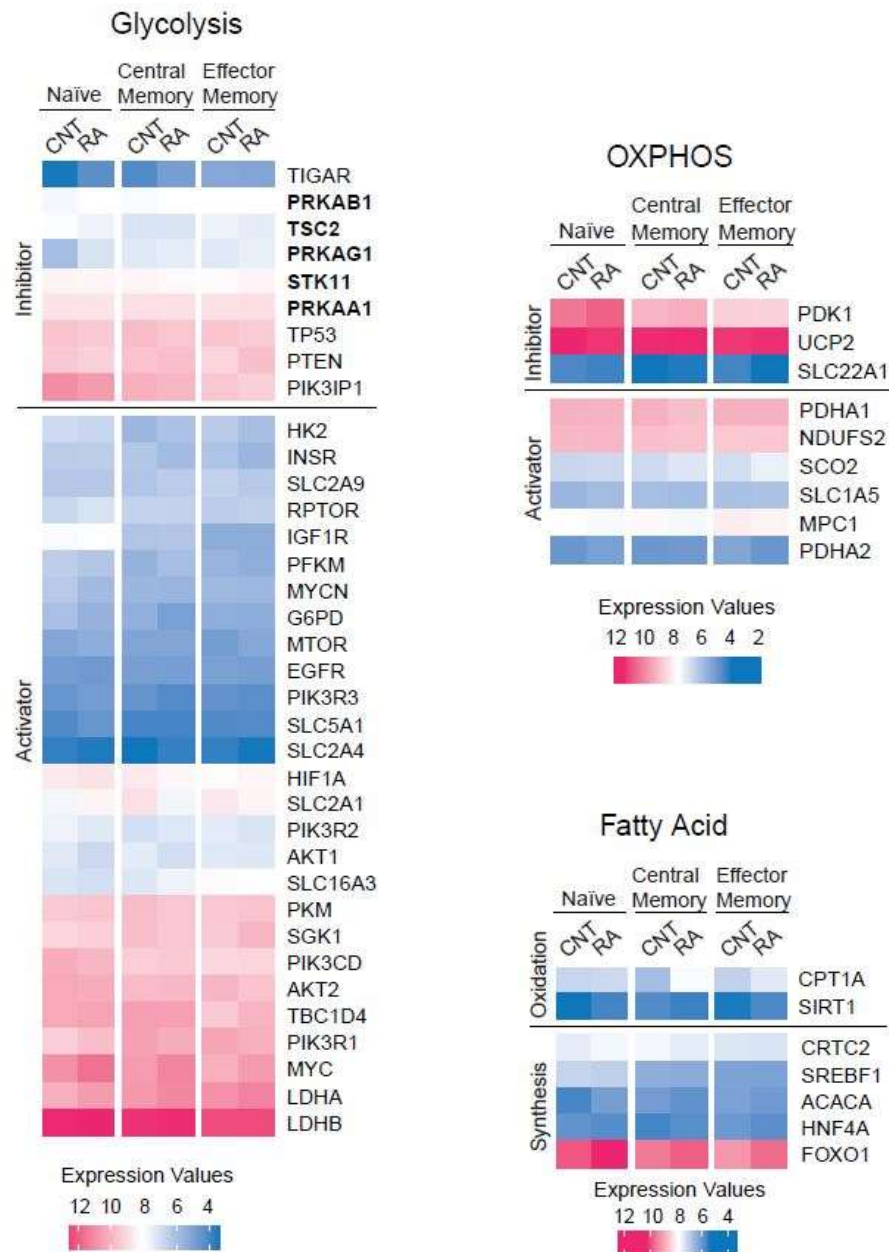 Glycolysis
Naïve
Central Memory
Effector Memory
CNT RA CNT RA CNT RA
Inhibitor
TIGAR
PRKAB1
TSC2
PRKAG1
STK11
PRKAA1
TP53
PTEN
PIK3IP1
Activator
HK2
INSR
SLC2A9
RPTOR
IGF1R
PFKM
MYCN
G6PD
MTOR
EGFR
PIK3R3
SLC5A1
SLC2A4
HIF1A
SLC2A1
PIK3R2
AKT1
SLC16A3
PKM
SGK1
PIK3CD
AKT2
TBC1D4
PIK3R1
MYC
LDHA
LDHB
Expression Values
12 10 8 6 4
OXPHOS
Naïve
Central Memory
Effector Memory
CNT RA CNT RA CNT RA
Inhibitor
PDK1
UCP2
SLC22A1
Activator
PDHA1
NDUFS2
SCO2
SLC1A5
MPC1
PDHA2
Expression Values
12 10 8 6 4 2
Fatty Acid
Naïve
Central Memory
Effector Memory
CNT RA CNT RA CNT RA
Oxidation
CPT1A
SIRT1
Synthesis
CRTC2
SREBF1
ACACA
HNF4A
FOXO1
Expression Values
12 10 8 6 4